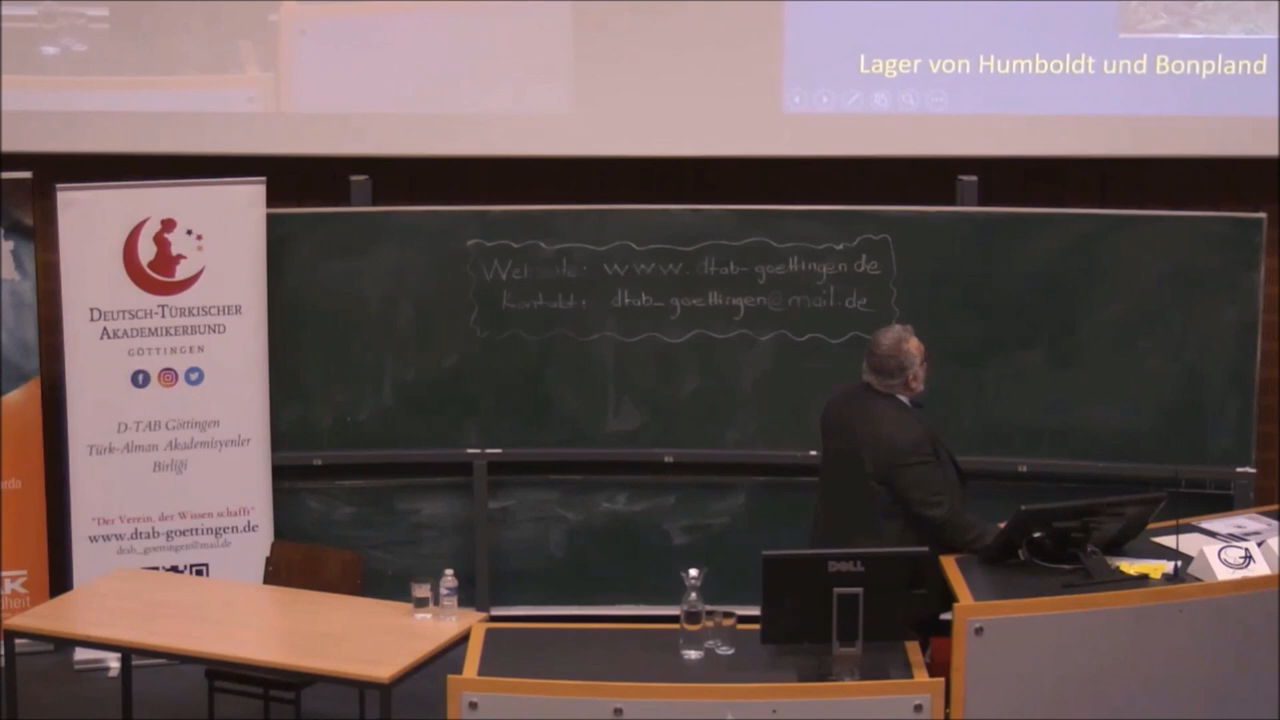 Lager von Humboldt und Bonpland
www.dtab-goettingen.de
Kontakt: dtab_goettingen@mail.de
DEUTSCH-TÜRKISCHER
AKADEMIKERBUND
GÖTTINGEN
D-TAB Göttingen
Türk-Alman Akademisyenler
Birliği
"Der Verein, der Wissen schafft"
www.dtab-goettingen.de
dtab_goettingen@mail.de
DELL